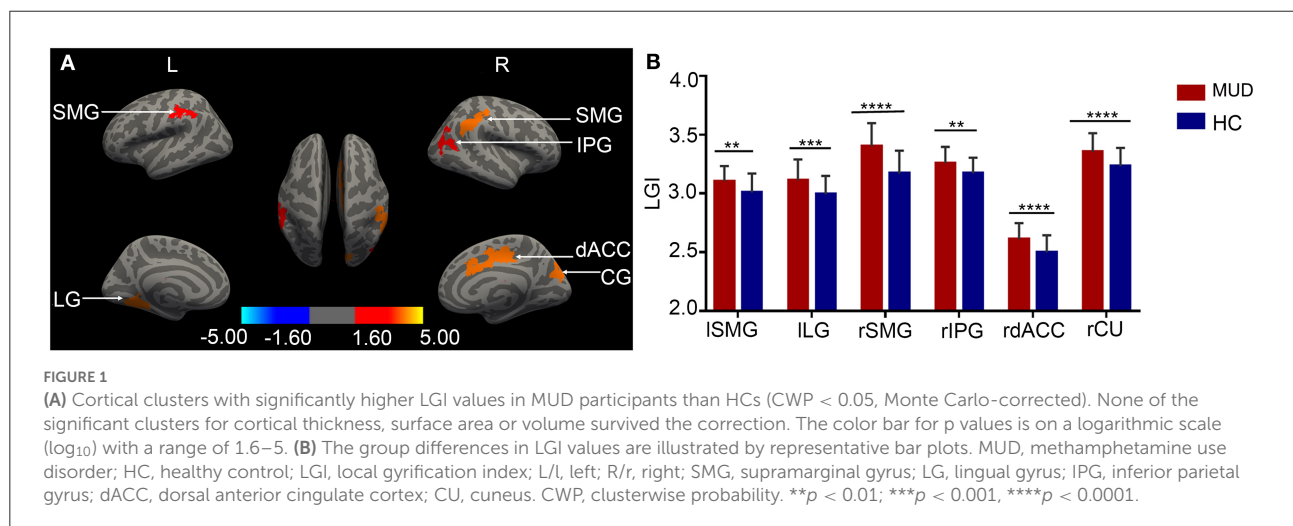 A
L
R
SMG
SMG
IPG
dACC
CG
LG
-5.00 -1.60 1.60 5.00
B
MUD
HC
LGI
4.0
3.5
3.0
2.5
2.0
** *** **** ** **** ****
lSMG lLG rSMG rIPG rdACC rCU
FIGURE 1
(A) Cortical clusters with significantly higher LGI values in MUD participants than HCs (CWP < 0.05, Monte Carlo-corrected). None of the
significant clusters for cortical thickness, surface area or volume survived the correction. The color bar for p values is on a logarithmic scale
(log10) with a range of 1.6–5. (B) The group differences in LGI values are illustrated by representative bar plots. MUD, methamphetamine use
disorder; HC, healthy control; LGI, local gyrification index; L/l, left; R/r, right; SMG, supramarginal gyrus; LG, lingual gyrus; IPG, inferior parietal
gyrus; dACC, dorsal anterior cingulate cortex; CU, cuneus. CWP, clusterwise probability. **p < 0.01; ***p < 0.001, ****p < 0.0001.